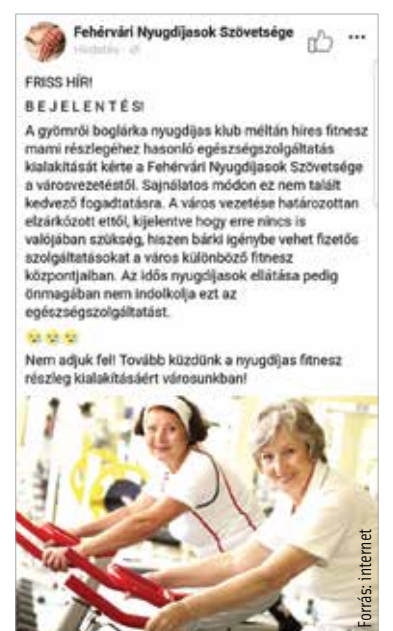 Fehérvári Nyugdíjasok Szövetsége
Hirdetés
FRISS HÍR!
BEJELENTÉS!
A gyömrői boglárka nyugdíjas klub méltán híres fitnesz
mami részlegéhez hasonló egészségszolgáltatás
kialakítását kérte a Fehérvári Nyugdíjasok Szövetsége
a városvezetéstől. Sajnálatos módon ez nem talált
kedvező fogadtatásra. A város vezetése határozottan
elzárkózott ettől, kijelentve hogy erre nincs is
valójában szükség, hiszen bárki igénybe vehet fizetős
szolgáltatásokat a város különböző fitnesz
központjaiban. Az idős nyugdíjasok ellátása pedig
önmagában nem indolkolja ezt az
egészségszolgáltatást.
Nem adjuk fel! Tovább küzdünk a nyugdíjas fitnesz
részleg kialakításáért városunkban!
Forrás: internet